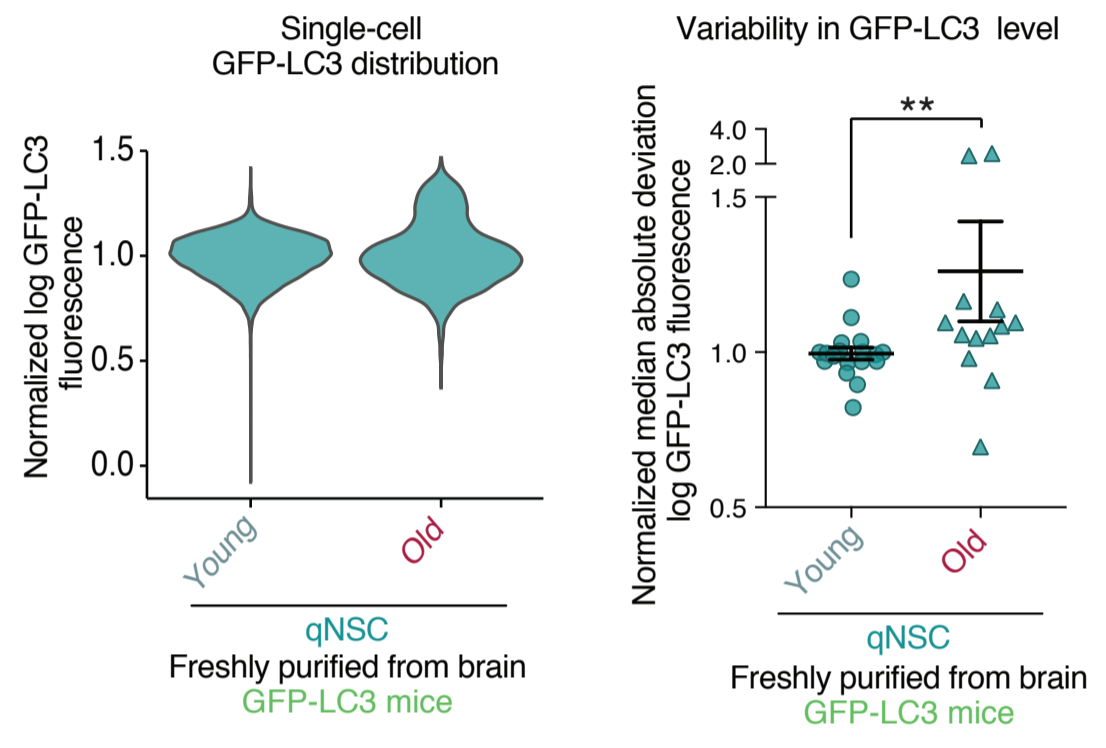 Single-cell
GFP-LC3 distribution
Normalized log GFP-LC3
fluorescence
1.5
1.0
0.5
0.0
Young
Old
qNSC
Freshly purified from brain
GFP-LC3 mice
Variability in GFP-LC3 level
Normalized median absolute deviation
log GFP-LC3 fluorescence
**
4.0
2.0
1.5
1.0
0.5
Young
Old
qNSC
Freshly purified from brain
GFP-LC3 mice